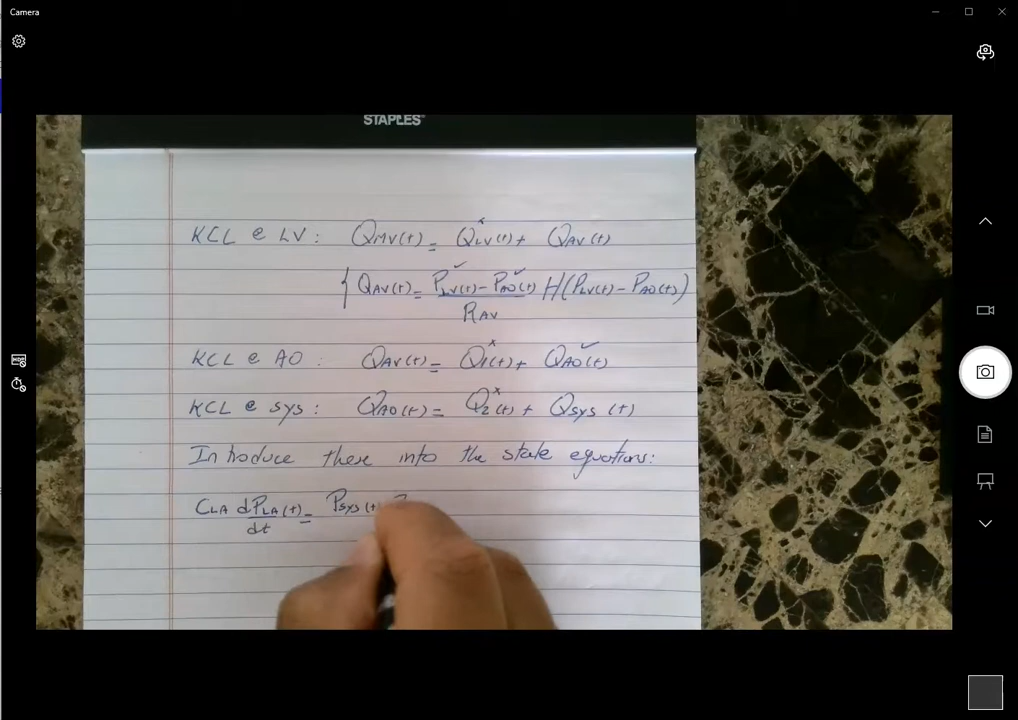 Camera
STAPLES
KCL @ LV: QMV(t) = Q̽LV(t) + QAV(t)
{ QAV(t) = PLV(t)✓ - PAO(t)✓ / RAV H(PLV(t) - PAO(t))
KCL @ AO: QAV(t) = Q1(t)ˣ + QAO(t)✓
KCL @ sys: QAO(t) = Q2(t)ˣ + Qsys(t)
Introduce these into the state equations:
CLA dPLA(t)/dt = Psys(t)